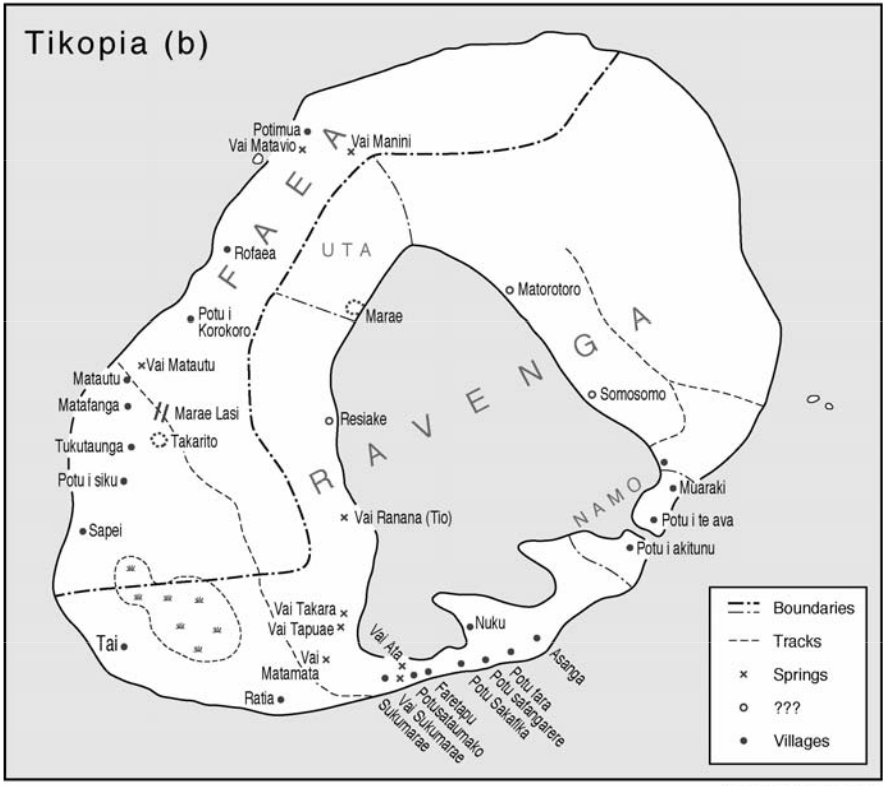 Tikopia (b)
Potimua
Vai Matavio
Vai Manini
FAEA
UTA
Rofaea
Matorotoro
Marae
Potu i
Korokoro
Vai Matautu
Matautu
Matafanga
Marae Lasi
Takarito
Tukutaunga
Potu i siku
Sapei
Resiake
Somosomo
RAVENGA
Vai Ranana (Tio)
NAMO
Muaraki
Potu i te ava
Potu i akitunu
Vai Takara
Vai Tapuae
Vai
Matamata
Vai Ata
Nuku
Tai
Ratia
Sukumarae
Vai Sukumarae
Potusataumako
Faretapu
Potu Sakafika
Potu safangarere
Potu fara
Asanga
Boundaries
Tracks
Springs
???
Villages